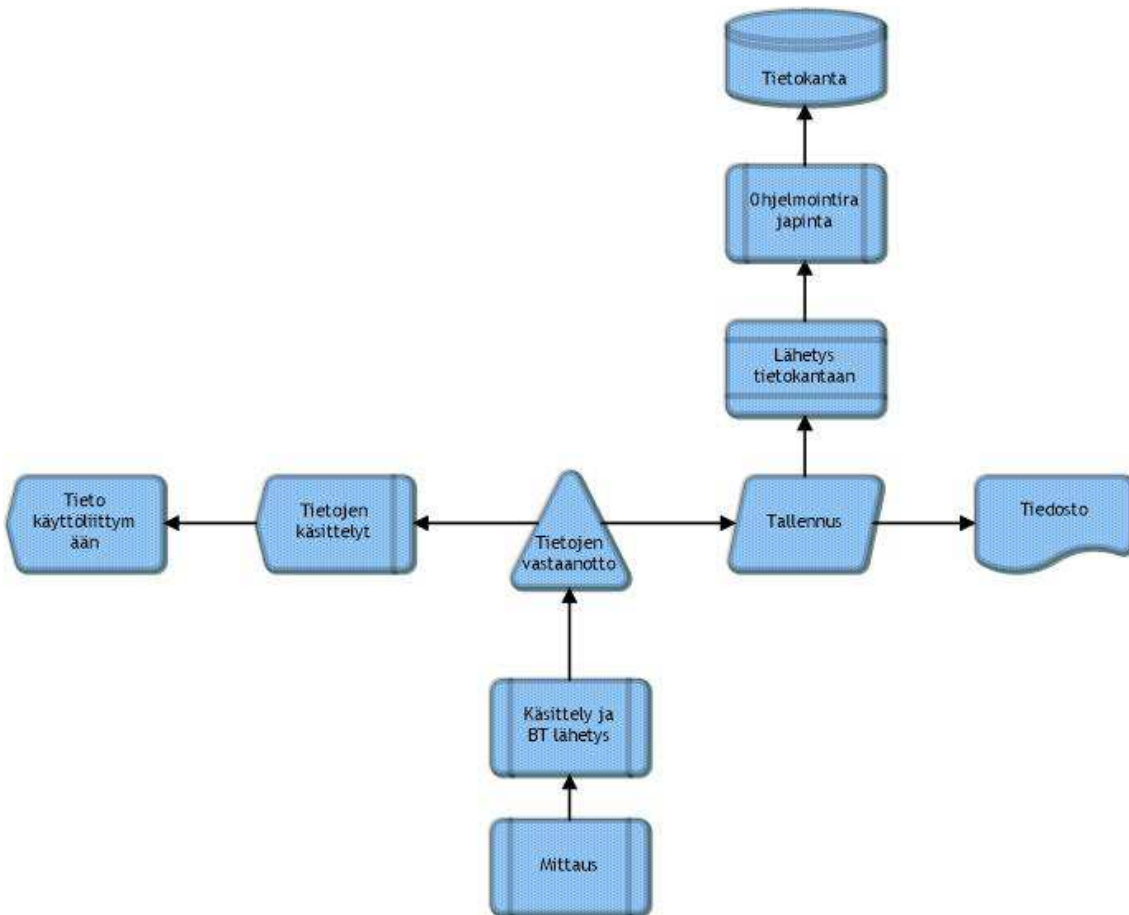 Tietokanta
Ohjelmointira
japinta
Lähetys
tietokantaan
Tieto
käyttöliittym
ään
Tietojen
käsittelyt
Tietojen
vastaanotto
Tallennus
Tiedosto
Käsittely ja
BT lähetys
Mittaus